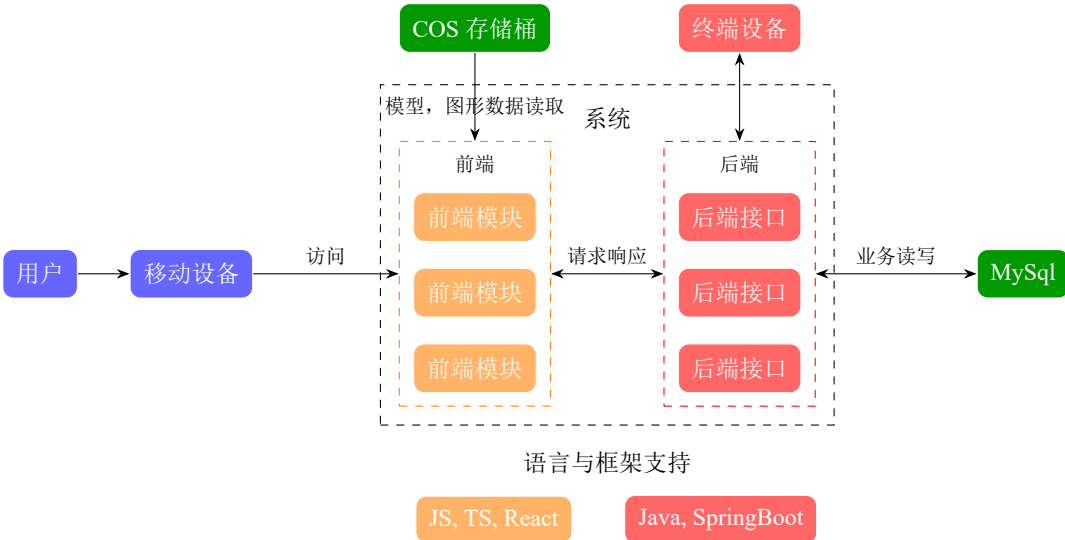 COS 存储桶
终端设备
模型，图形数据读取
系统
前端
后端
前端模块
后端接口
用户
移动设备
访问
前端模块
请求响应
后端接口
业务读写
MySql
前端模块
后端接口
语言与框架支持
JS, TS, React
Java, SpringBoot